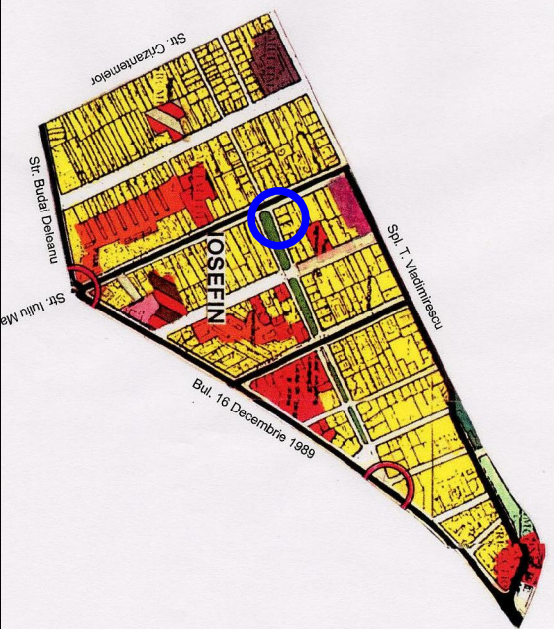 Str. Crizantemelor
Str. Budai Deleanu
IOSEFIN
Spl. T. Vladimirescu
Str. Iuliu Ma
Bul. 16 Decembrie 1989